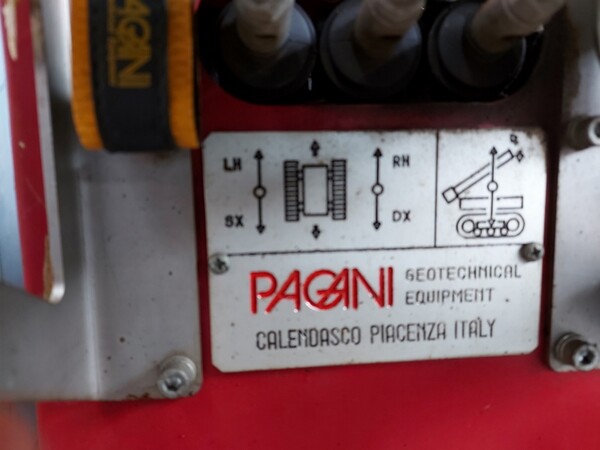 PAGANI
LH
RH
SX
DX
PAGANI
GEOTECHNICAL
EQUIPMENT
CALENDASCO PIACENZA ITALY